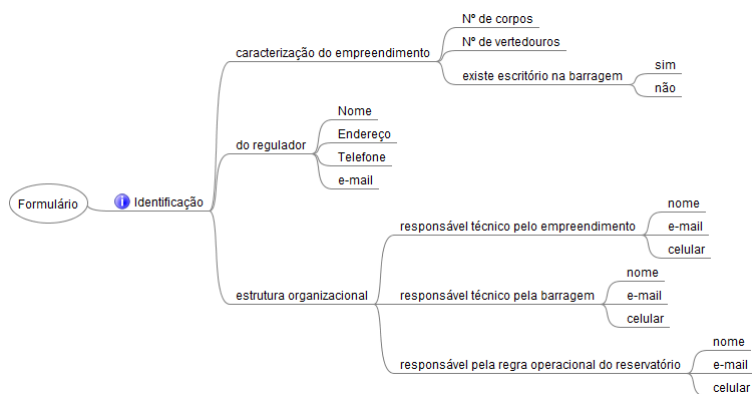 Formulário
Identificação
caracterização do empreendimento
Nº de corpos
Nº de vertedouros
existe escritório na barragem
sim
não
do regulador
Nome
Endereço
Telefone
e-mail
estrutura organizacional
responsável técnico pelo empreendimento
nome
e-mail
celular
responsável técnico pela barragem
nome
e-mail
celular
responsável pela regra operacional do reservatório
nome
e-mail
celular